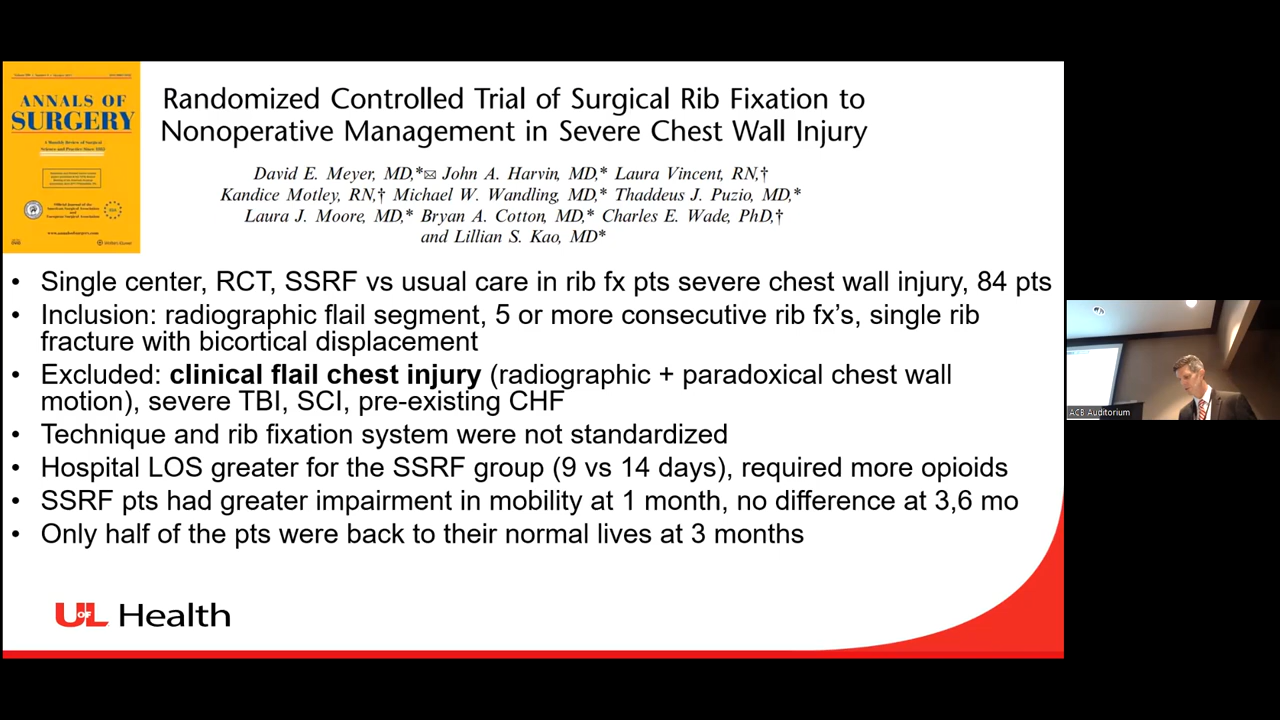 ANNALS OF
SURGERY
A Monthly Review of Surgical
Randomized Controlled Trial of Surgical Rib Fixation to
Nonoperative Management in Severe Chest Wall Injury
David E. Meyer, MD,*✉ John A. Harvin, MD,* Laura Vincent, RN,†
Kandice Motley, RN,† Michael W. Wandling, MD,* Thaddeus J. Puzio, MD,*
Laura J. Moore, MD,* Bryan A. Cotton, MD,* Charles E. Wade, PhD,†
and Lillian S. Kao, MD*
• Single center, RCT, SSRF vs usual care in rib fx pts severe chest wall injury, 84 pts
• Inclusion: radiographic flail segment, 5 or more consecutive rib fx's, single rib
fracture with bicortical displacement
• Excluded: clinical flail chest injury (radiographic + paradoxical chest wall
motion), severe TBI, SCI, pre-existing CHF
• Technique and rib fixation system were not standardized
• Hospital LOS greater for the SSRF group (9 vs 14 days), required more opioids
• SSRF pts had greater impairment in mobility at 1 month, no difference at 3,6 mo
• Only half of the pts were back to their normal lives at 3 months
UofL Health
ACB Auditorium